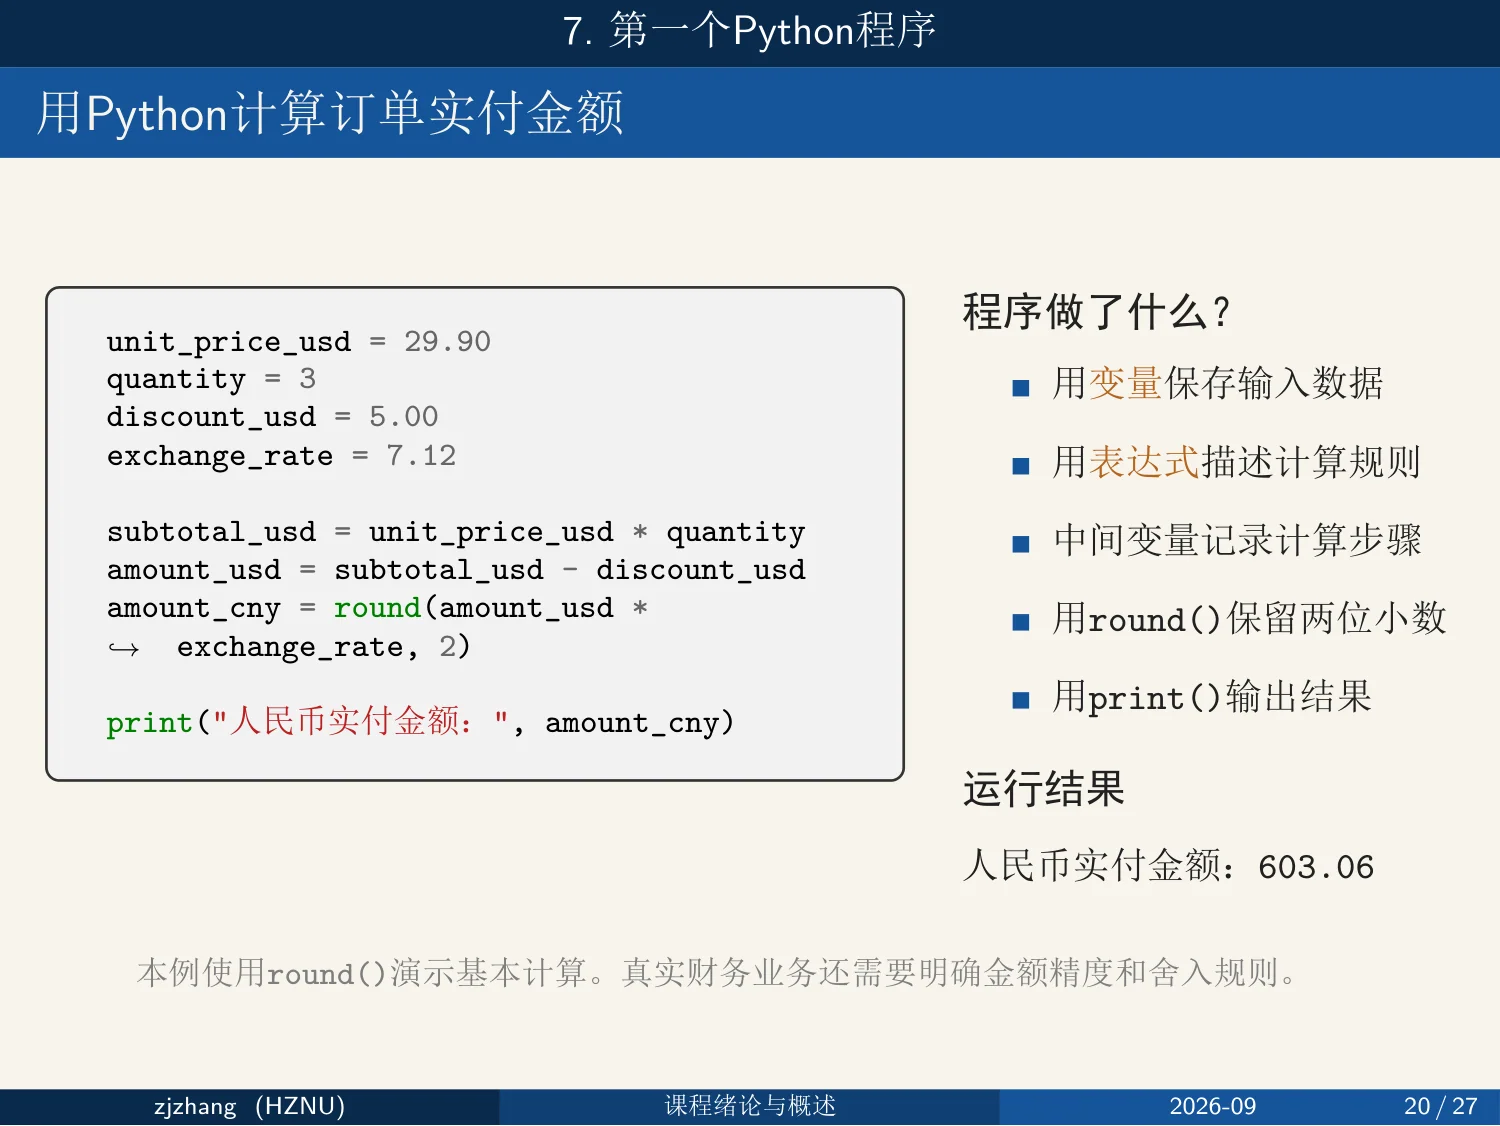 7. 第一个Python程序
用Python计算订单实付金额
unit_price_usd = 29.90
quantity = 3
discount_usd = 5.00
exchange_rate = 7.12
subtotal_usd = unit_price_usd * quantity
amount_usd = subtotal_usd - discount_usd
amount_cny = round(amount_usd *
↪ exchange_rate, 2)
print("人民币实付金额：", amount_cny)
程序做了什么？
用变量保存输入数据
用表达式描述计算规则
中间变量记录计算步骤
用round()保留两位小数
用print()输出结果
运行结果
人民币实付金额：603.06
本例使用round()演示基本计算。真实财务业务还需要明确金额精度和舍入规则。
zjzhang (HZNU)
课程绪论与概述
2026-09
20 / 27